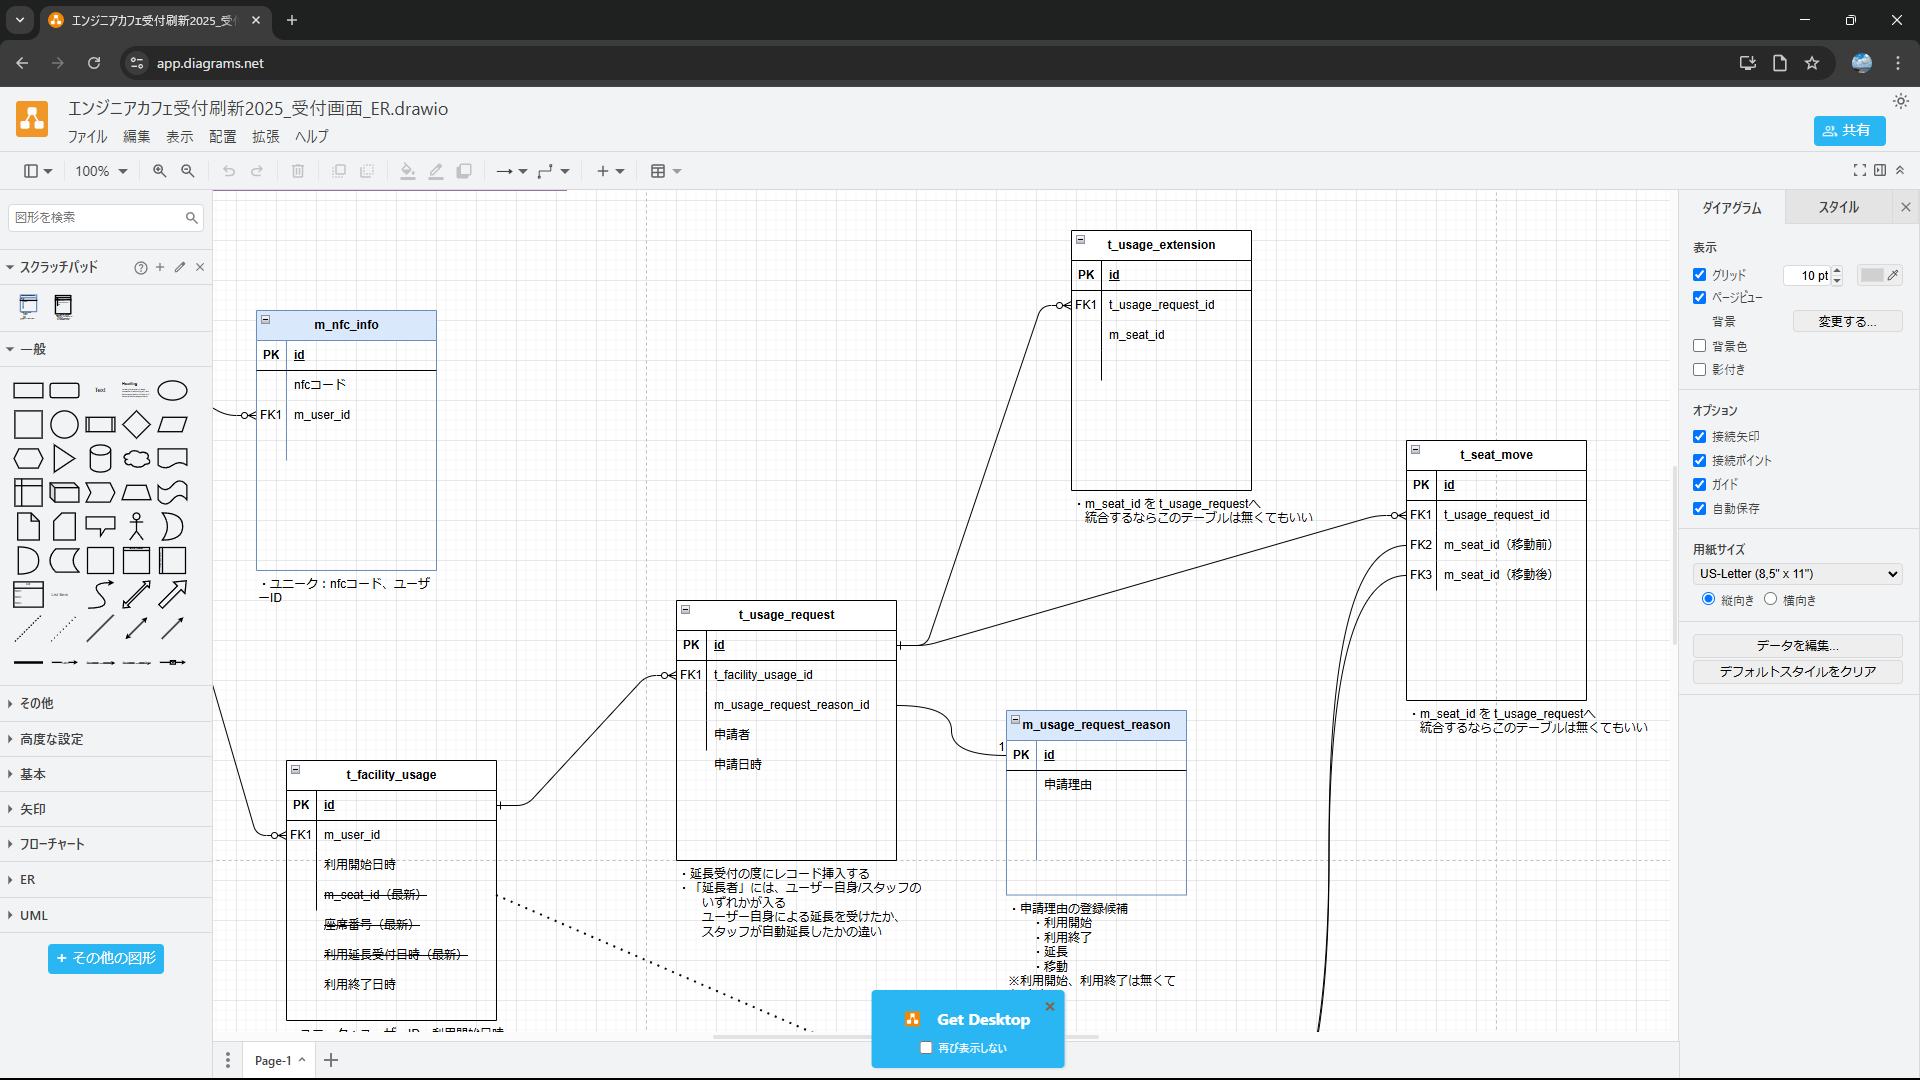 エンジニアカフェ受付刷新2025_受
app.diagrams.net
エンジニアカフェ受付刷新2025_受付画面_ER.drawio
ファイル 編集 表示 配置 拡張 ヘルプ
共有
100%
図形を検索
スクラッチパッド
一般
Text
Heading
List Item
その他
高度な設定
基本
矢印
フローチャート
ER
UML
+ その他の図形
m_nfc_info
PK id
nfcコード
FK1 m_user_id
・ユニーク：nfcコード、ユーザ
ーID
t_facility_usage
PK id
FK1 m_user_id
利用開始日時
m_seat_id（最新）
座席番号（最新）
利用延長受付日時（最新）
利用終了日時
t_usage_request
PK id
FK1 t_facility_usage_id
m_usage_request_reason_id
申請者
申請日時
・延長受付の度にレコード挿入する
・「延長者」には、ユーザー自身/スタッフの
いずれかが入る
ユーザー自身による延長を受けたか、
スタッフが自動延長したかの違い
t_usage_extension
PK id
FK1 t_usage_request_id
m_seat_id
・m_seat_id を t_usage_requestへ
統合するならこのテーブルは無くてもいい
1
m_usage_request_reason
PK id
申請理由
・申請理由の登録候補
・利用開始
・利用終了
・延長
・移動
※利用開始、利用終了は無くて
t_seat_move
PK id
FK1 t_usage_request_id
FK2 m_seat_id（移動前）
FK3 m_seat_id（移動後）
・m_seat_id を t_usage_requestへ
統合するならこのテーブルは無くてもいい
ダイアグラム スタイル
表示
グリッド 10 pt
ページビュー
背景 変更する...
背景色
影付き
オプション
接続矢印
接続ポイント
ガイド
自動保存
用紙サイズ
US-Letter (8,5" x 11")
縦向き 横向き
データを編集...
デフォルトスタイルをクリア
Get Desktop
再び表示しない
Page-1